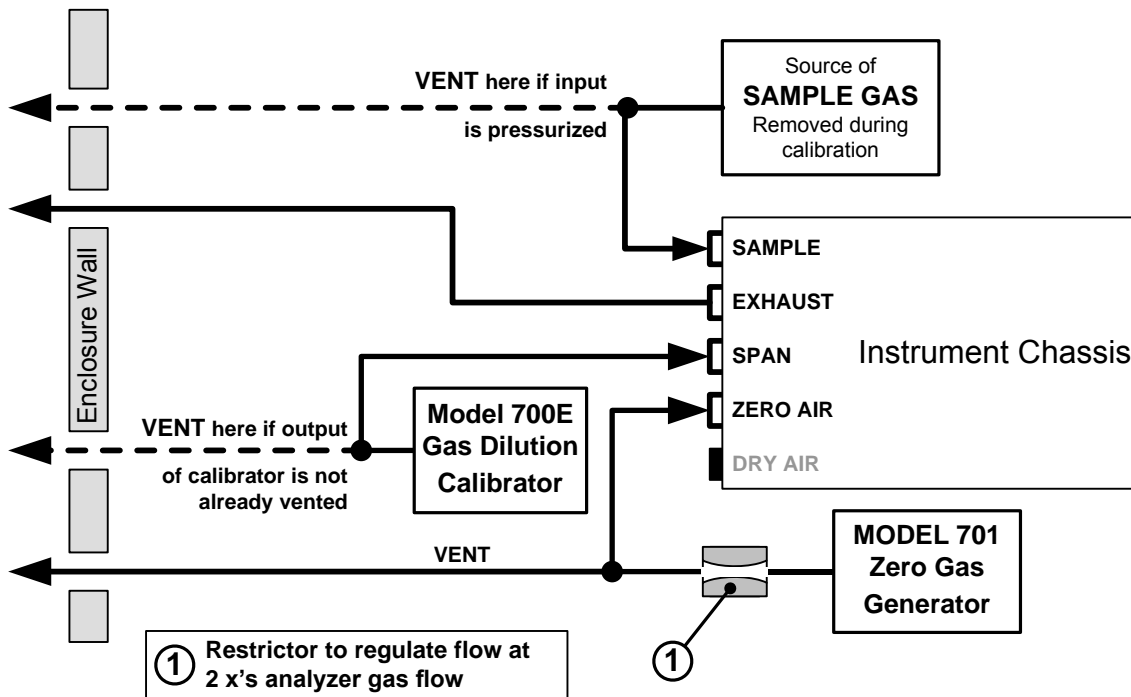 VENT here if input
is pressurized
Source of
SAMPLE GAS
Removed during
calibration
Enclosure Wall
SAMPLE
EXHAUST
SPAN
ZERO AIR
DRY AIR
Instrument Chassis
VENT here if output
of calibrator is not
already vented
Model 700E
Gas Dilution
Calibrator
VENT
MODEL 701
Zero Gas
Generator
1
1 Restrictor to regulate flow at
2 x's analyzer gas flow